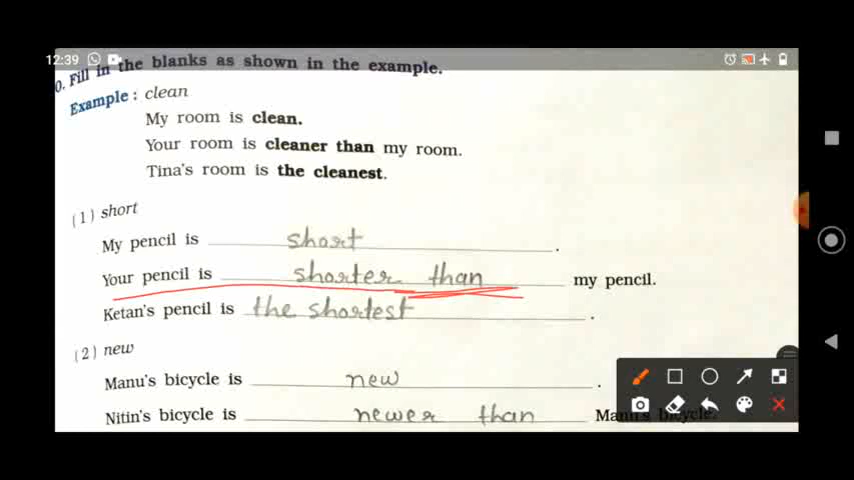 12:39
0. Fill in the blanks as shown in the example.
Example : clean
My room is clean.
Your room is cleaner than my room.
Tina's room is the cleanest.
(1) short
My pencil is short .
Your pencil is shorter than my pencil.
Ketan's pencil is the shortest .
(2) new
Manu's bicycle is new .
Nitin's bicycle is newer than Manu's bicycle.